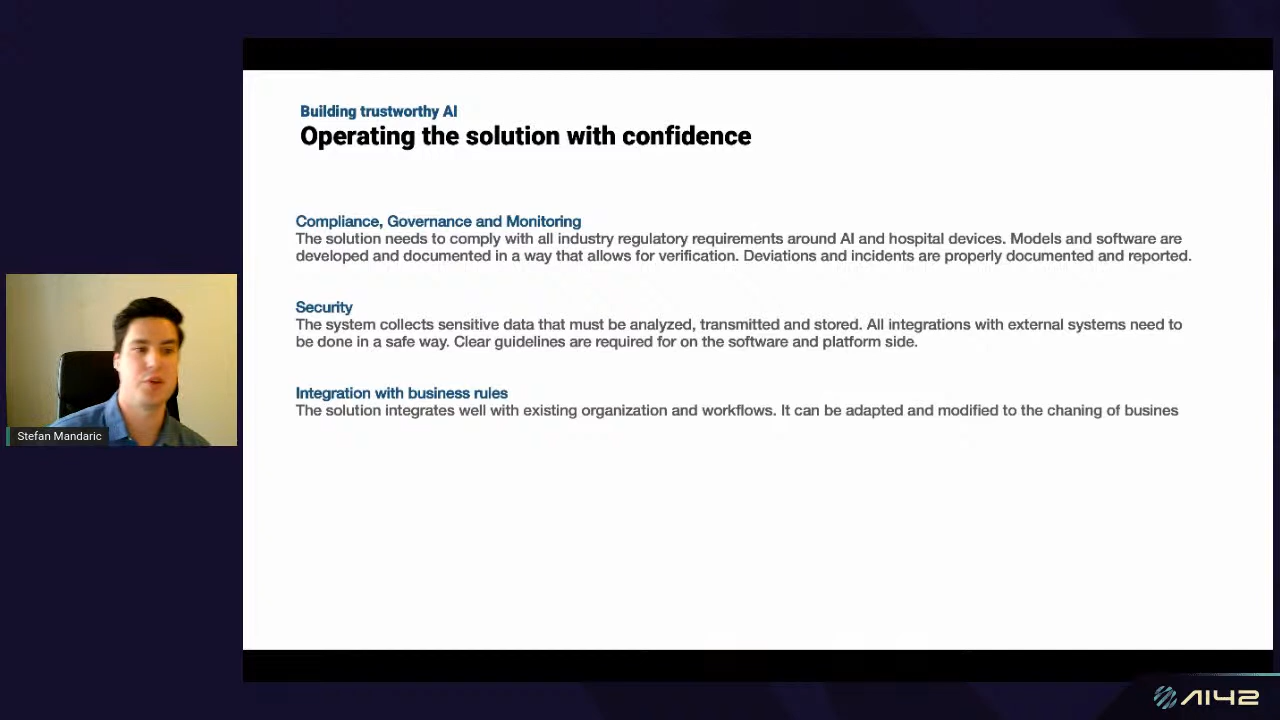 Building trustworthy AI
Operating the solution with confidence
Compliance, Governance and Monitoring
The solution needs to comply with all industry regulatory requirements around AI and hospital devices. Models and software are
developed and documented in a way that allows for verification. Deviations and incidents are properly documented and reported.
Security
The system collects sensitive data that must be analyzed, transmitted and stored. All integrations with external systems need to
be done in a safe way. Clear guidelines are required for on the software and platform side.
Integration with business rules
The solution integrates well with existing organization and workflows. It can be adapted and modified to the chaning of busines
Stefan Mandaric
AI42